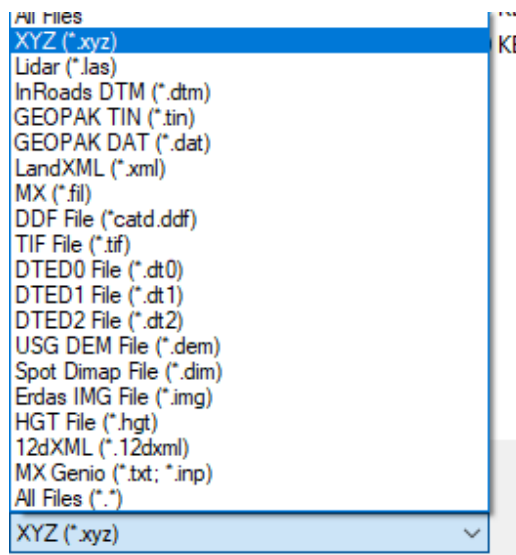 All Files
XYZ (*.xyz)
Lidar (*.las)
InRoads DTM (*.dtm)
GEOPAK TIN (*.tin)
GEOPAK DAT (*.dat)
LandXML (*.xml)
MX (*.fil)
DDF File (*catd.ddf)
TIF File (*.tif)
DTED0 File (*.dt0)
DTED1 File (*.dt1)
DTED2 File (*.dt2)
USG DEM File (*.dem)
Spot Dimap File (*.dim)
Erdas IMG File (*.img)
HGT File (*.hgt)
12dXML (*.12dxml)
MX Genio (*.txt; *.inp)
All Files (*.*)
XYZ (*.xyz)